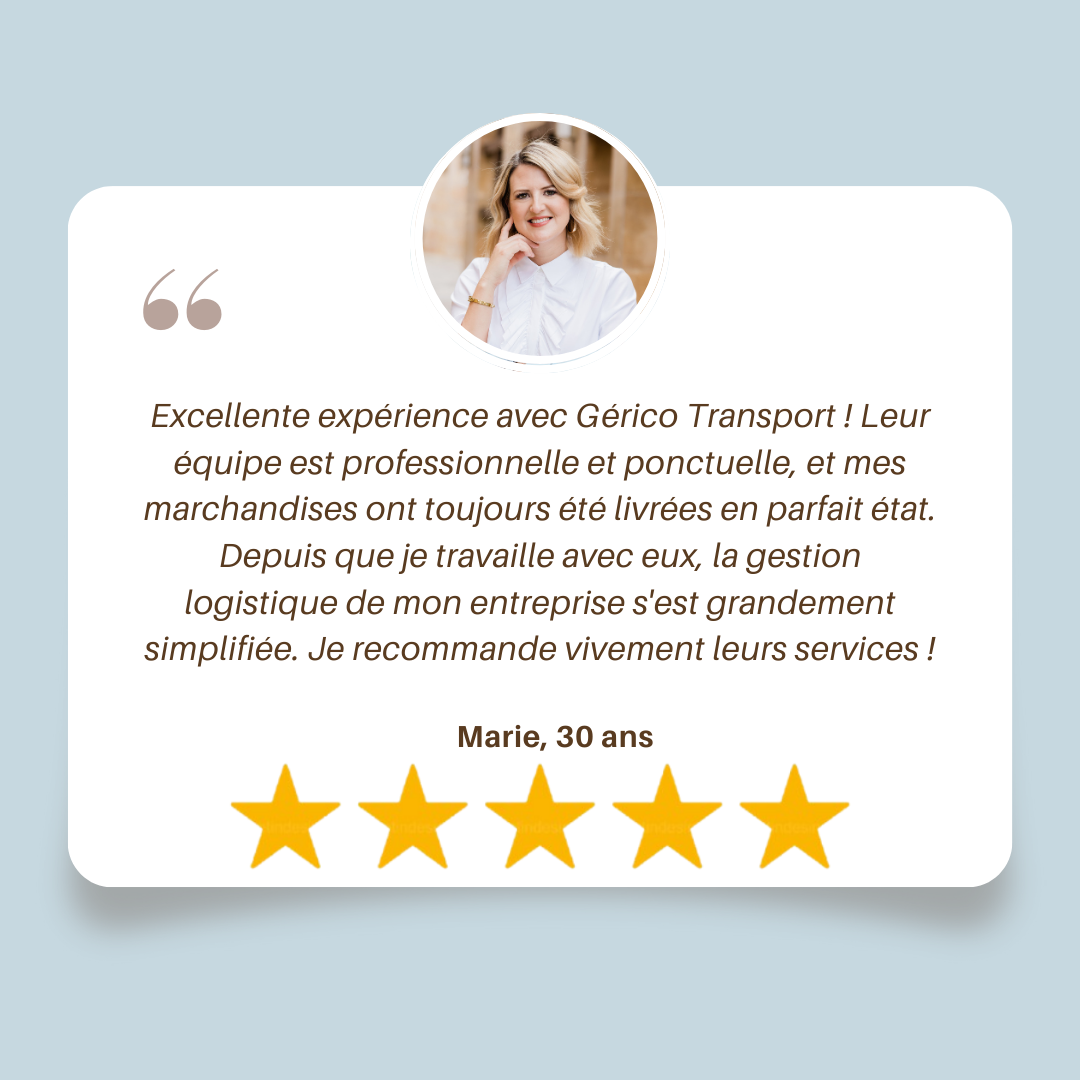 “
Excellente expérience avec Gérico Transport ! Leur
équipe est professionnelle et ponctuelle, et mes
marchandises ont toujours été livrées en parfait état.
Depuis que je travaille avec eux, la gestion
logistique de mon entreprise s'est grandement
simplifiée. Je recommande vivement leurs services !
Marie, 30 ans